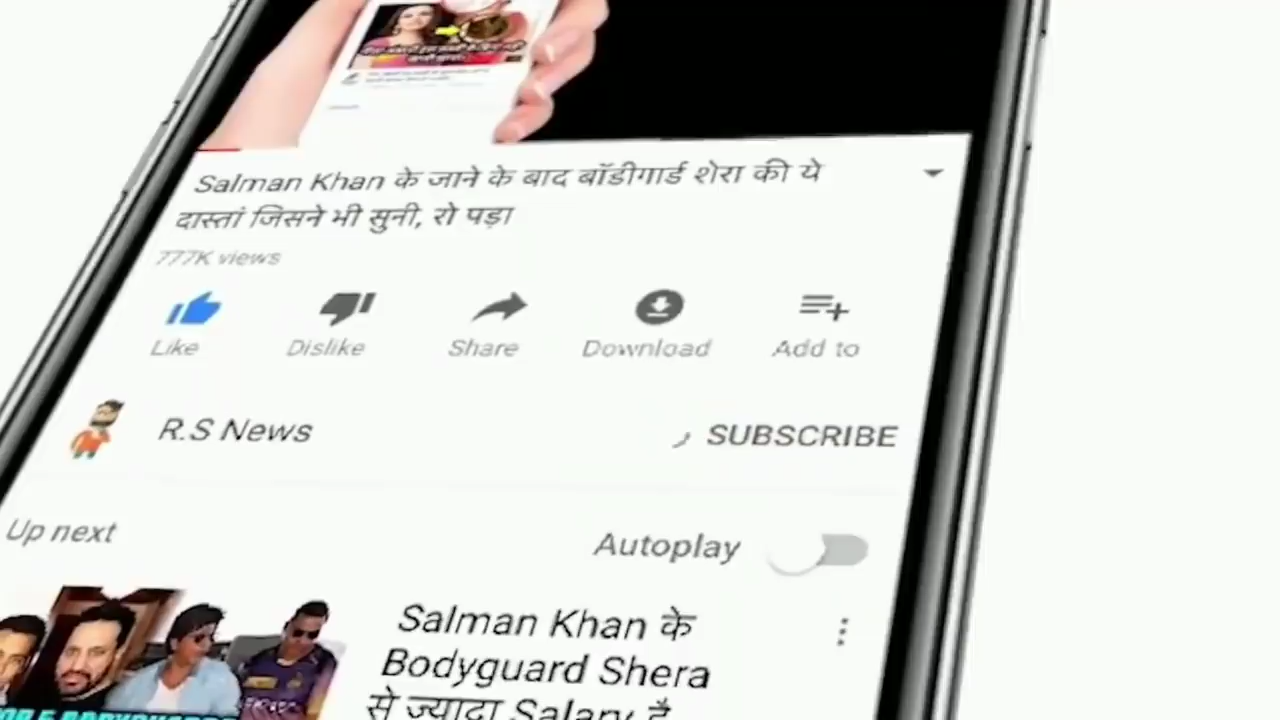 Salman Khan के जाने के बाद बॉडीगार्ड शेरा की ये
दास्तां जिसने भी सुनी, रो पड़ा
777K views
Like Dislike Share Download Add to
R.S News SUBSCRIBE
Up next Autoplay
Salman Khan के
Bodyguard Shera
से ज्यादा Salary है